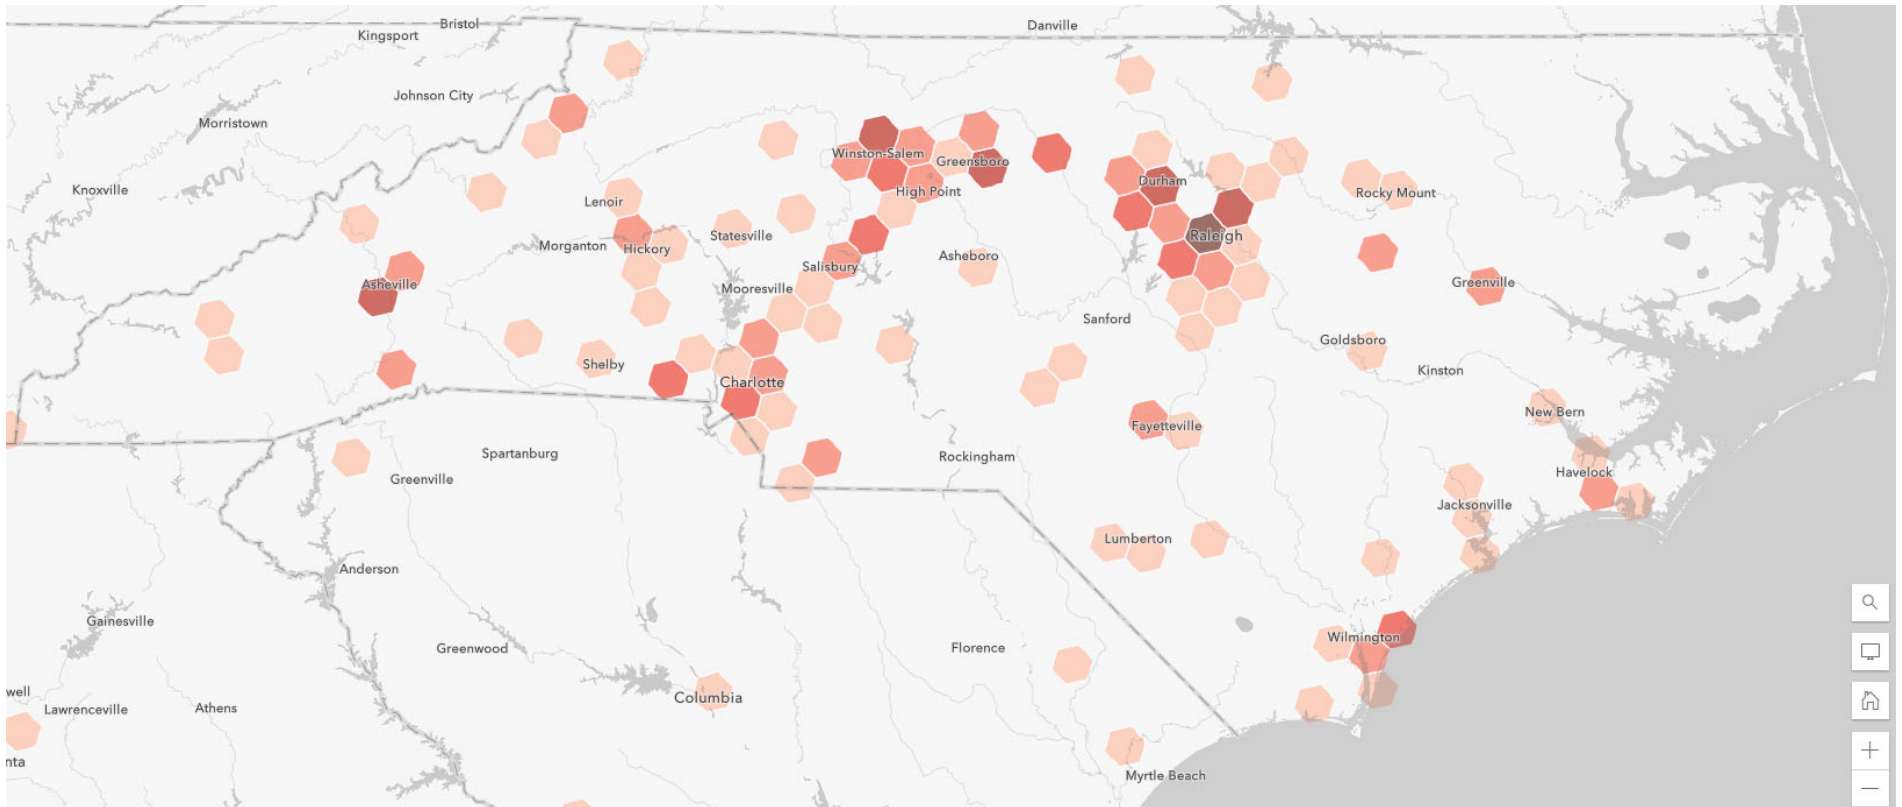 Bristol
Danville
Kingsport
Johnson City
Morristown
Winston-Salem
Greensboro
Knoxville
Durham
High Point
Rocky Mount
Lenoir
Statesville
Raleigh
Morganton
Hickory
Asheboro
Salisbury
Asheville
Mooresville
Greenville
Sanford
Goldsboro
Shelby
Kinston
Charlotte
New Bern
Fayetteville
Spartanburg
Rockingham
Havelock
Greenville
Jacksonville
Lumberton
Anderson
Gainesville
Wilmington
Greenwood
Florence
well
Columbia
Lawrenceville
Athens
nta
Myrtle Beach